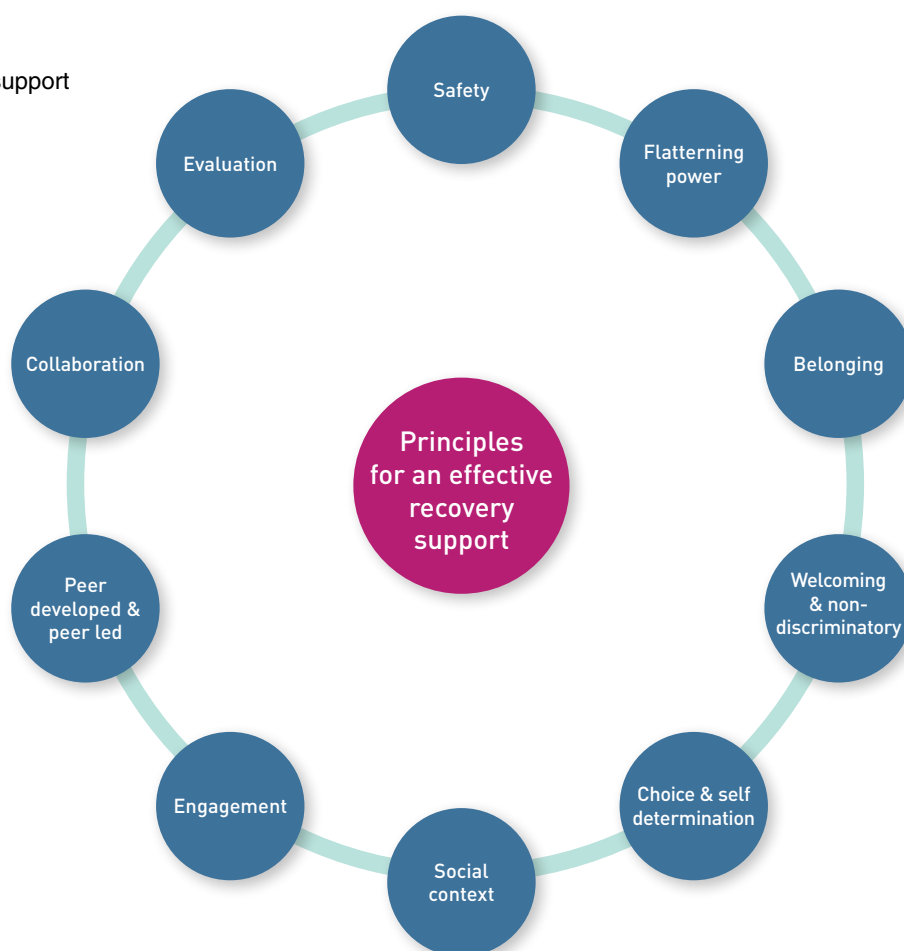 support
Safety
Flatterning
power
Belonging
Welcoming
& non-
discriminatory
Choice & self
determination
Social
context
Engagement
Peer
developed &
peer led
Collaboration
Evaluation
Principles
for an effective
recovery
support